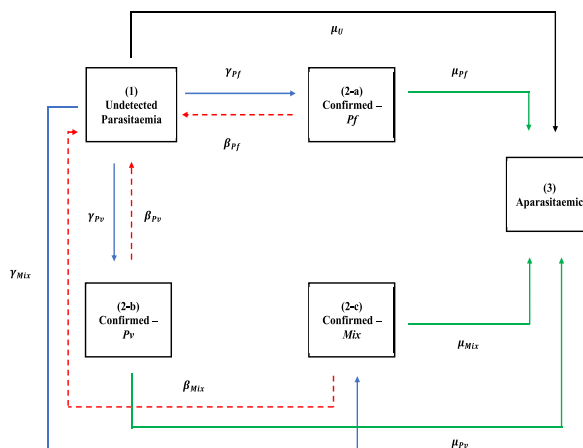 μU
γPf
μPf
(1)
Undetected
Parasitaemia
(2-a)
Confirmed –
Pf
βPf
(3)
Aparasitaemic
γPv
βPv
γMix
(2-b)
Confirmed –
Pv
(2-c)
Confirmed –
Mix
μMix
βMix
μPv